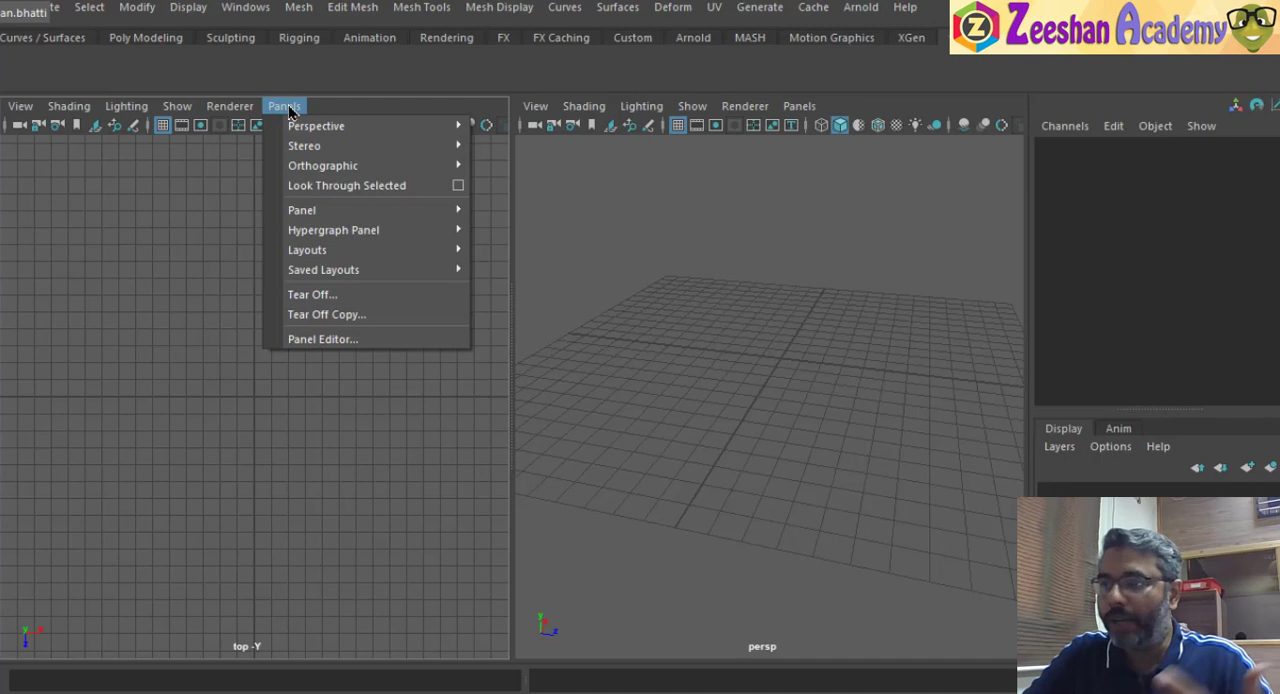 an.bhatti
Select Modify Display Windows Mesh Edit Mesh Mesh Tools Mesh Display Curves Surfaces Deform UV Generate Cache Arnold Help
Zeeshan Academy
Curves / Surfaces Poly Modeling Sculpting Rigging Animation Rendering FX FX Caching Custom Arnold MASH Motion Graphics XGen
View Shading Lighting Show Renderer Panels
View Shading Lighting Show Renderer Panels
Perspective
Stereo
Orthographic
Look Through Selected
Panel
Hypergraph Panel
Layouts
Saved Layouts
Tear Off...
Tear Off Copy...
Panel Editor...
top -Y
persp
Channels Edit Object Show
Display Anim
Layers Options Help